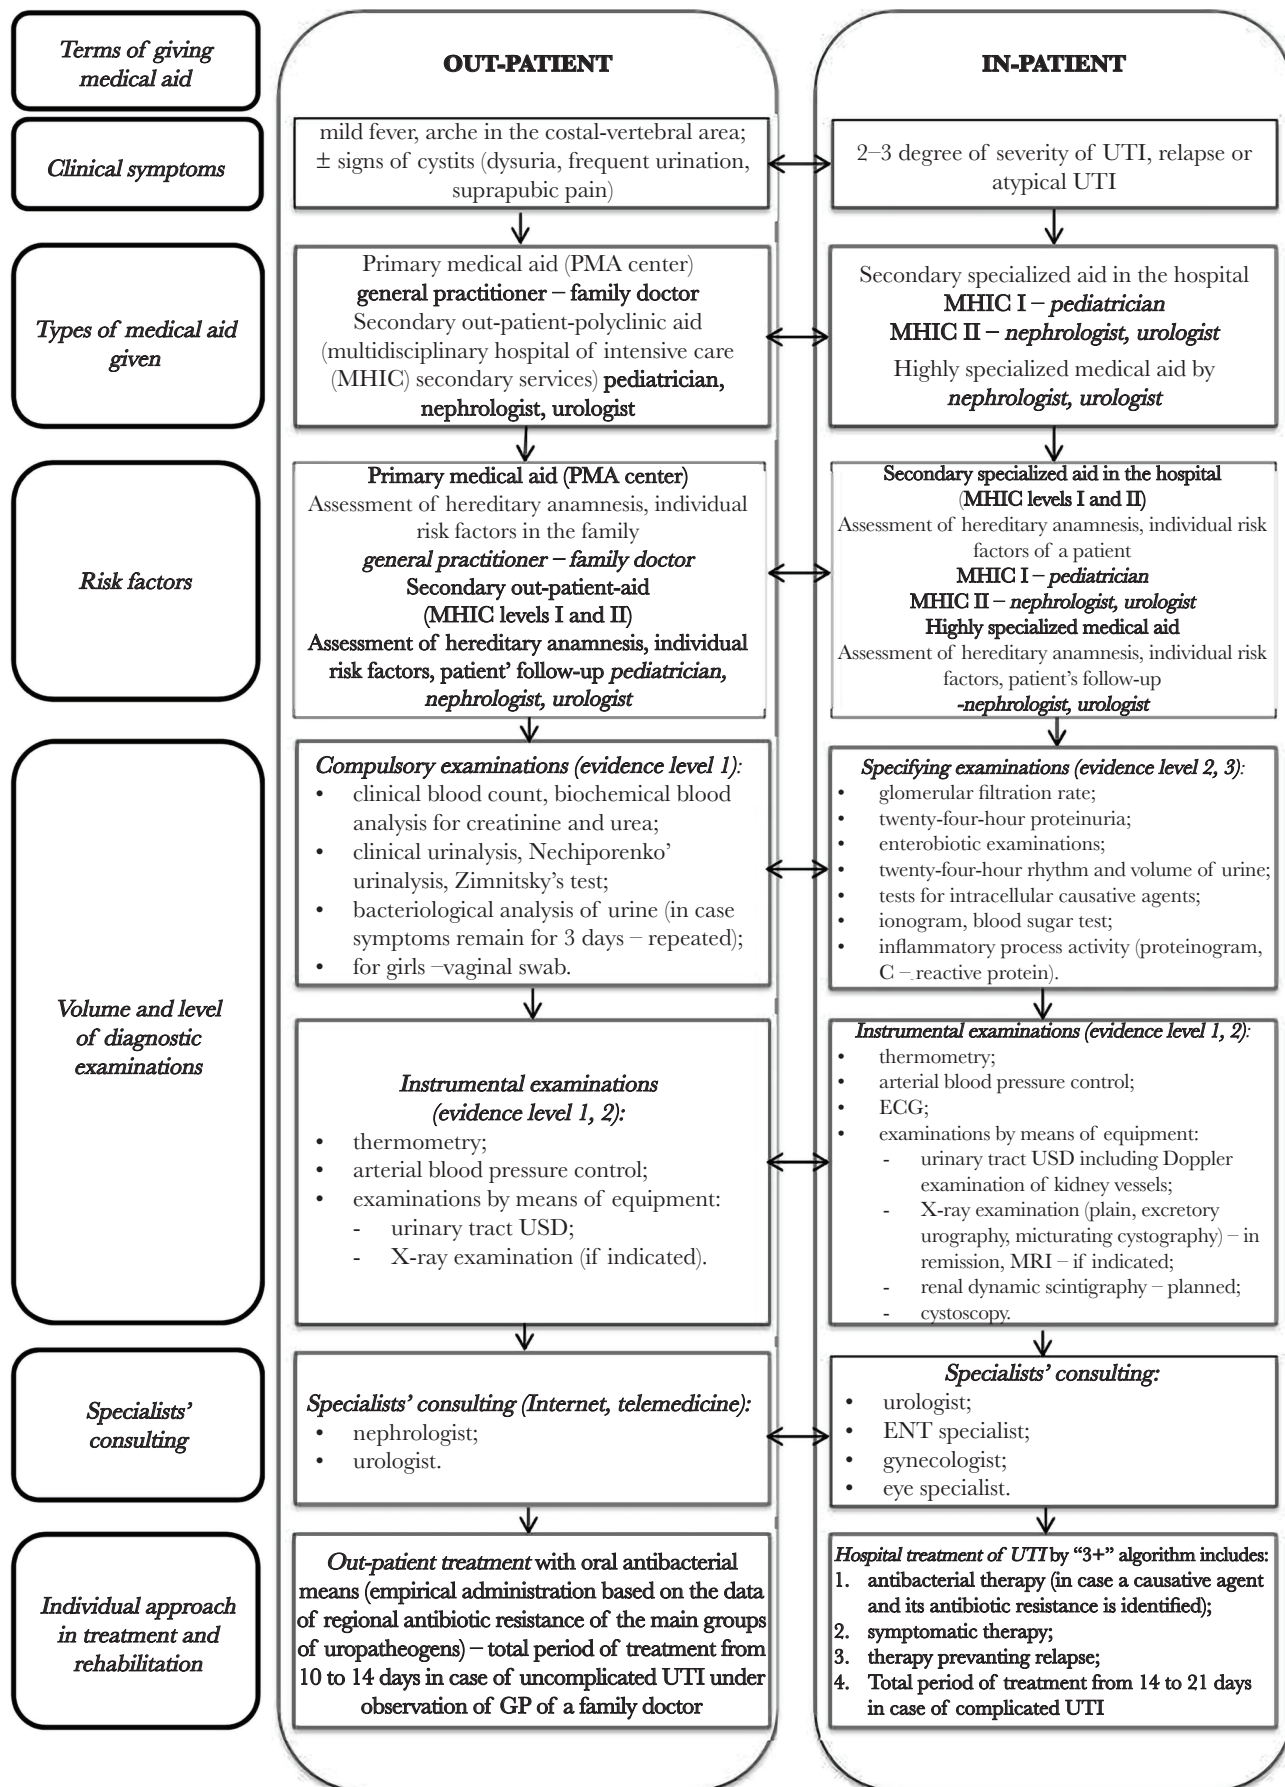 Terms of giving
medical aid
OUT-PATIENT
IN-PATIENT
Clinical symptoms
mild fever, arche in the costal-vertebral area;
± signs of cystits (dysuria, frequent urination,
suprapubic pain)
2–3 degree of severity of UTI, relapse or
atypical UTI
Types of medical aid
given
Primary medical aid (PMA center)
general practitioner – family doctor
Secondary out-patient-polyclinic aid
(multidisciplinary hospital of intensive care
(MHIC) secondary services) pediatrician,
nephrologist, urologist
Secondary specialized aid in the hospital
MHIC I – pediatrician
MHIC II – nephrologist, urologist
Highly specialized medical aid by
nephrologist, urologist
Risk factors
Primary medical aid (PMA center)
Assessment of hereditary anamnesis, individual
risk factors in the family
general practitioner – family doctor
Secondary out-patient-aid
(MHIC levels I and II)
Assessment of hereditary anamnesis, individual
risk factors, patient' follow-up pediatrician,
nephrologist, urologist
Secondary specialized aid in the hospital
(MHIC levels I and II)
Assessment of hereditary anamnesis, individual risk
factors of a patient
MHIC I – pediatrician
MHIC II – nephrologist, urologist
Highly specialized medical aid
Assessment of hereditary anamnesis, individual risk
factors, patient's follow-up
-nephrologist, urologist
Volume and level
of diagnostic
examinations
Compulsory examinations (evidence level 1):
• clinical blood count, biochemical blood
analysis for creatinine and urea;
• clinical urinalysis, Nechiporenko'
urinalysis, Zimnitsky's test;
• bacteriological analysis of urine (in case
symptoms remain for 3 days – repeated);
• for girls –vaginal swab.
Specifying examinations (evidence level 2, 3):
• glomerular filtration rate;
• twenty-four-hour proteinuria;
• enterobiotic examinations;
• twenty-four-hour rhythm and volume of urine;
• tests for intracellular causative agents;
• ionogram, blood sugar test;
• inflammatory process activity (proteinogram,
C – reactive protein).
Instrumental examinations
(evidence level 1, 2):
• thermometry;
• arterial blood pressure control;
• examinations by means of equipment:
- urinary tract USD;
- X-ray examination (if indicated).
Instrumental examinations (evidence level 1, 2):
• thermometry;
• arterial blood pressure control;
• ECG;
• examinations by means of equipment:
- urinary tract USD including Doppler
examination of kidney vessels;
- X-ray examination (plain, excretory
urography, micturating cystography) – in
remission, MRI – if indicated;
- renal dynamic scintigraphy – planned;
- cystoscopy.
Specialists'
consulting
Specialists' consulting (Internet, telemedicine):
• nephrologist;
• urologist.
Specialists' consulting:
• urologist;
• ENT specialist;
• gynecologist;
• eye specialist.
Individual approach
in treatment and
rehabilitation
Out-patient treatment with oral antibacterial
means (empirical administration based on the data
of regional antibiotic resistance of the main groups
of uropatheogens) – total period of treatment from
10 to 14 days in case of uncomplicated UTI under
observation of GP of a family doctor
Hospital treatment of UTI by “3+” algorithm includes:
1. antibacterial therapy (in case a causative agent
and its antibiotic resistance is identified);
2. symptomatic therapy;
3. therapy prevanting relapse;
4. Total period of treatment from 14 to 21 days
in case of complicated UTI